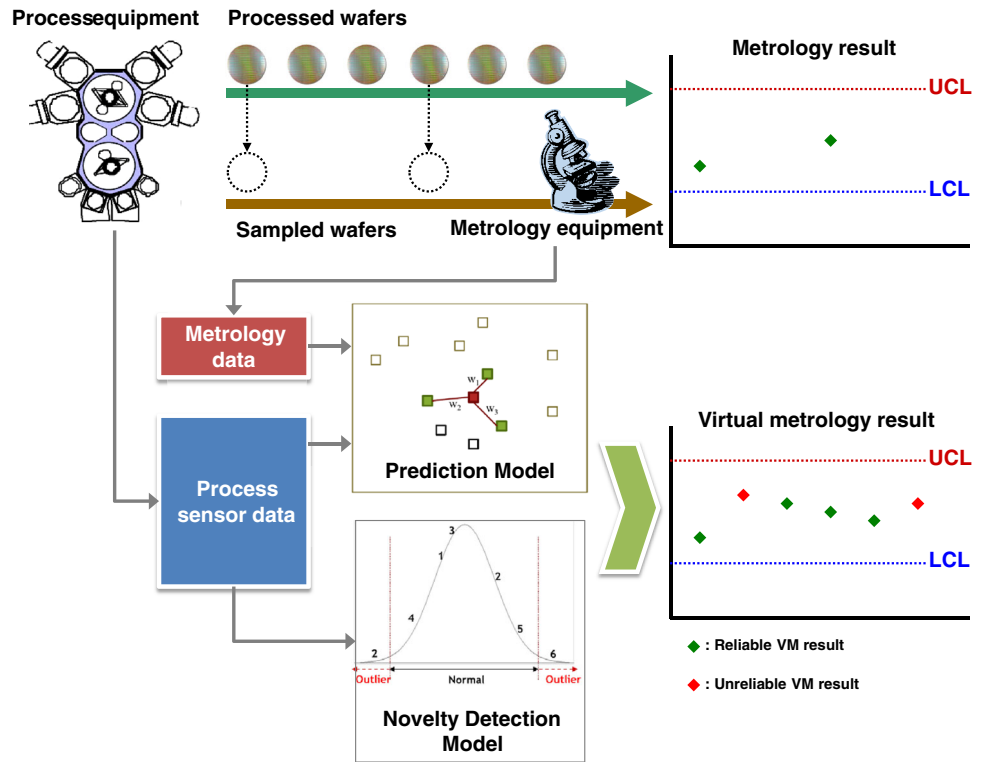 Processequipment
Processed wafers
Metrology result
UCL
LCL
Sampled wafers
Metrology equipment
Metrology
data
w1
w2
w3
Prediction Model
Process
sensor data
Virtual metrology result
UCL
LCL
3
1
2
4
5
2
6
Outlier
Normal
Outlier
Novelty Detection
Model
: Reliable VM result
: Unreliable VM result